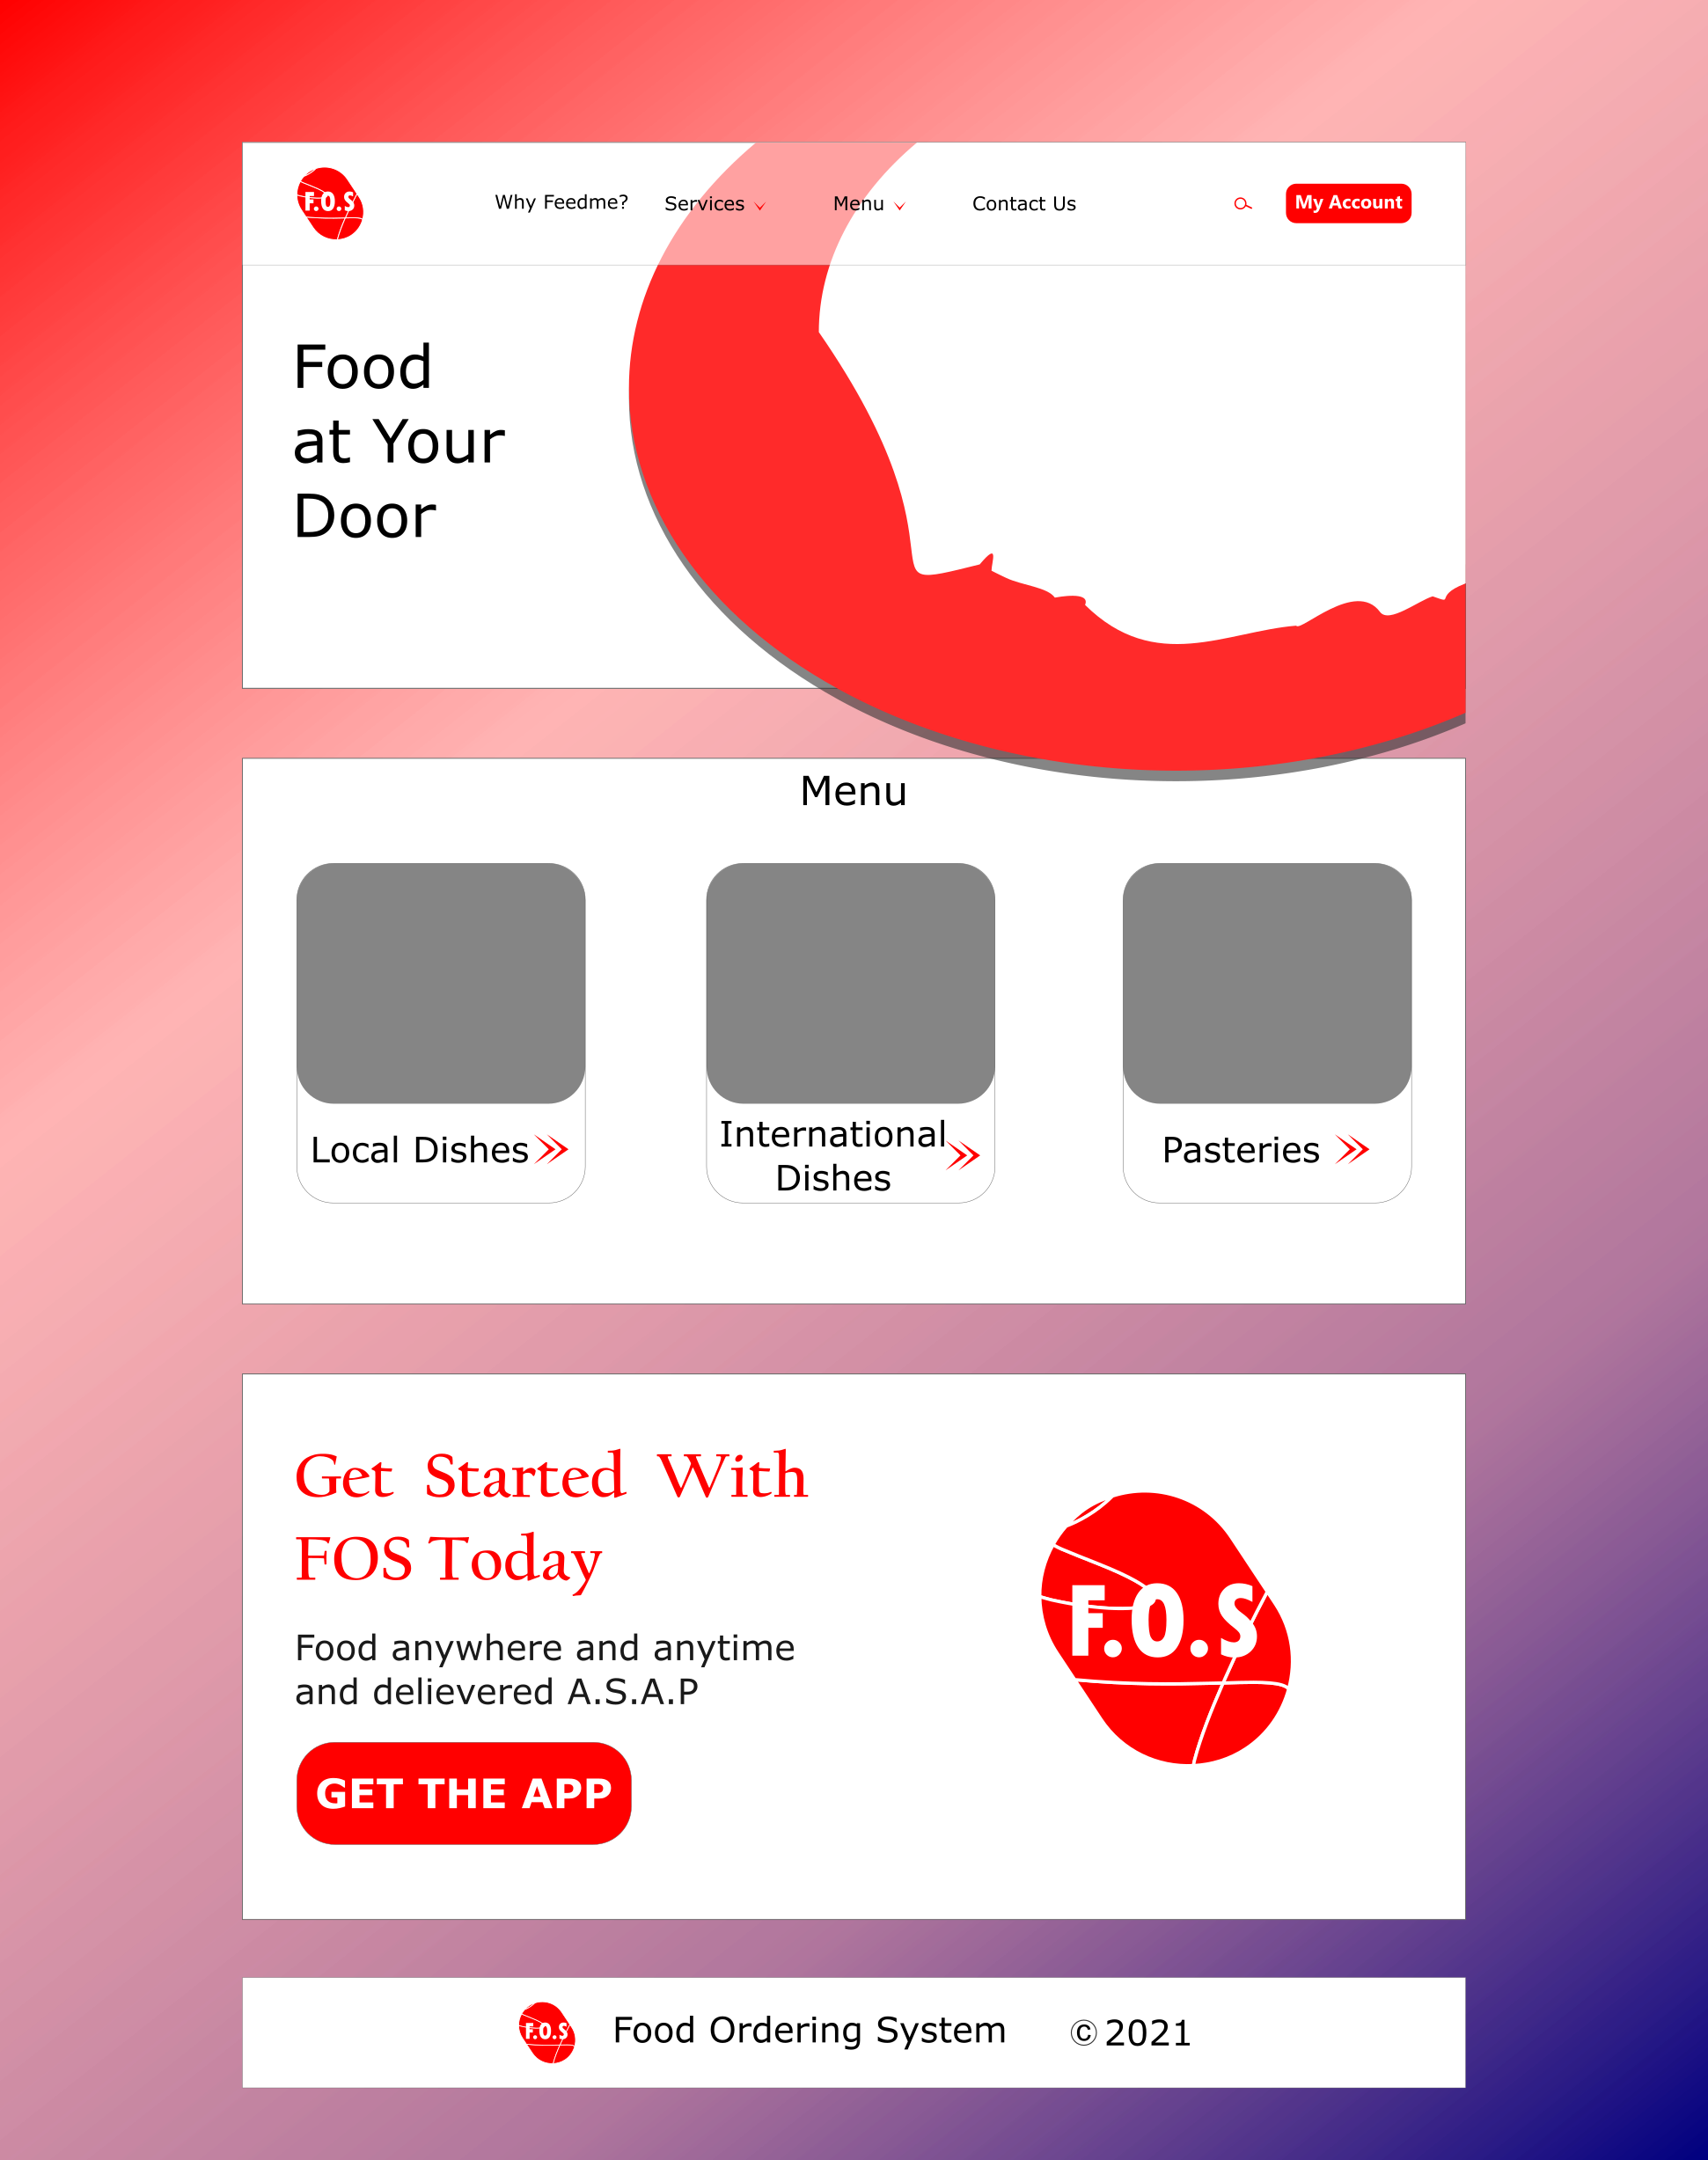 F.O.S
Why Feedme?
Services
Menu
Contact Us
My Account
Food
at Your
Door
Menu
Local Dishes
International
Dishes
Pasteries
Get Started With
FOS Today
Food anywhere and anytime
and delievered A.S.A.P
GET THE APP
F.O.S
F.O.S
Food Ordering System
©2021